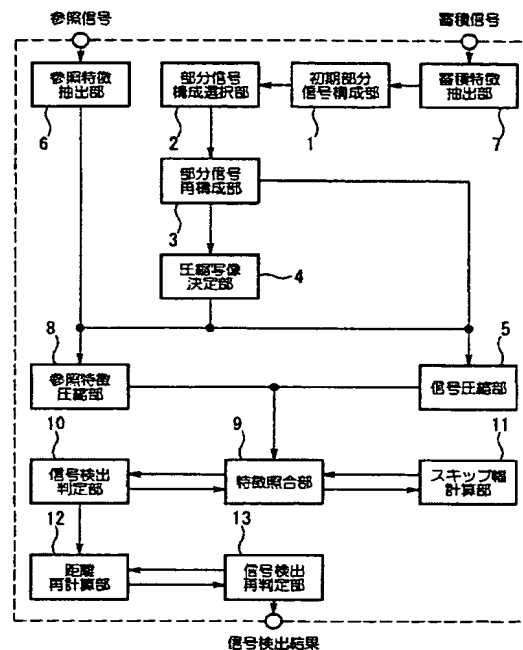 参照信号
蓄積信号
参照特徴
抽出部
6
部分信号
構成選択部
2
初期部分
信号構成部
1
蓄積特徴
抽出部
7
部分信号
再構成部
3
圧縮写像
決定部
4
8
参照特徴
圧縮部
5
信号圧縮部
10
信号検出
判定部
9
特徴照合部
11
スキップ幅
計算部
12
距離
再計算部
13
信号検出
再判定部
信号検出結果